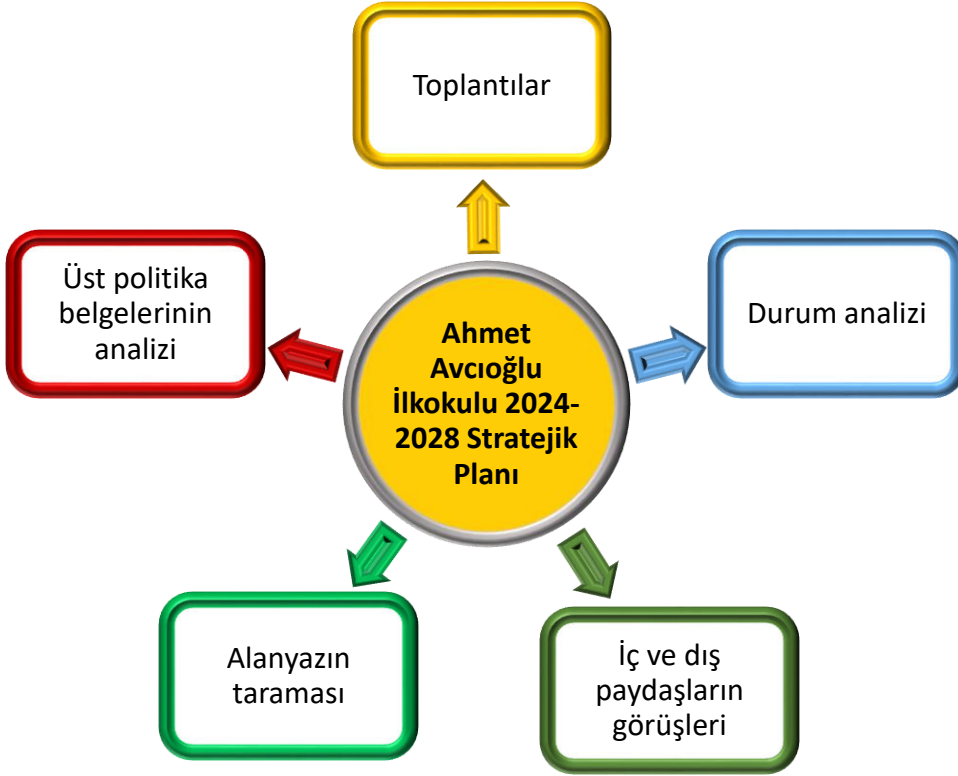 Toplantılar
Üst politika
belgelerinin
analizi
Durum analizi
Ahmet
Avcıoğlu
İlkokulu 2024-
2028 Stratejik
Planı
Alanyazın
taraması
İç ve dış
paydaşların
görüşleri